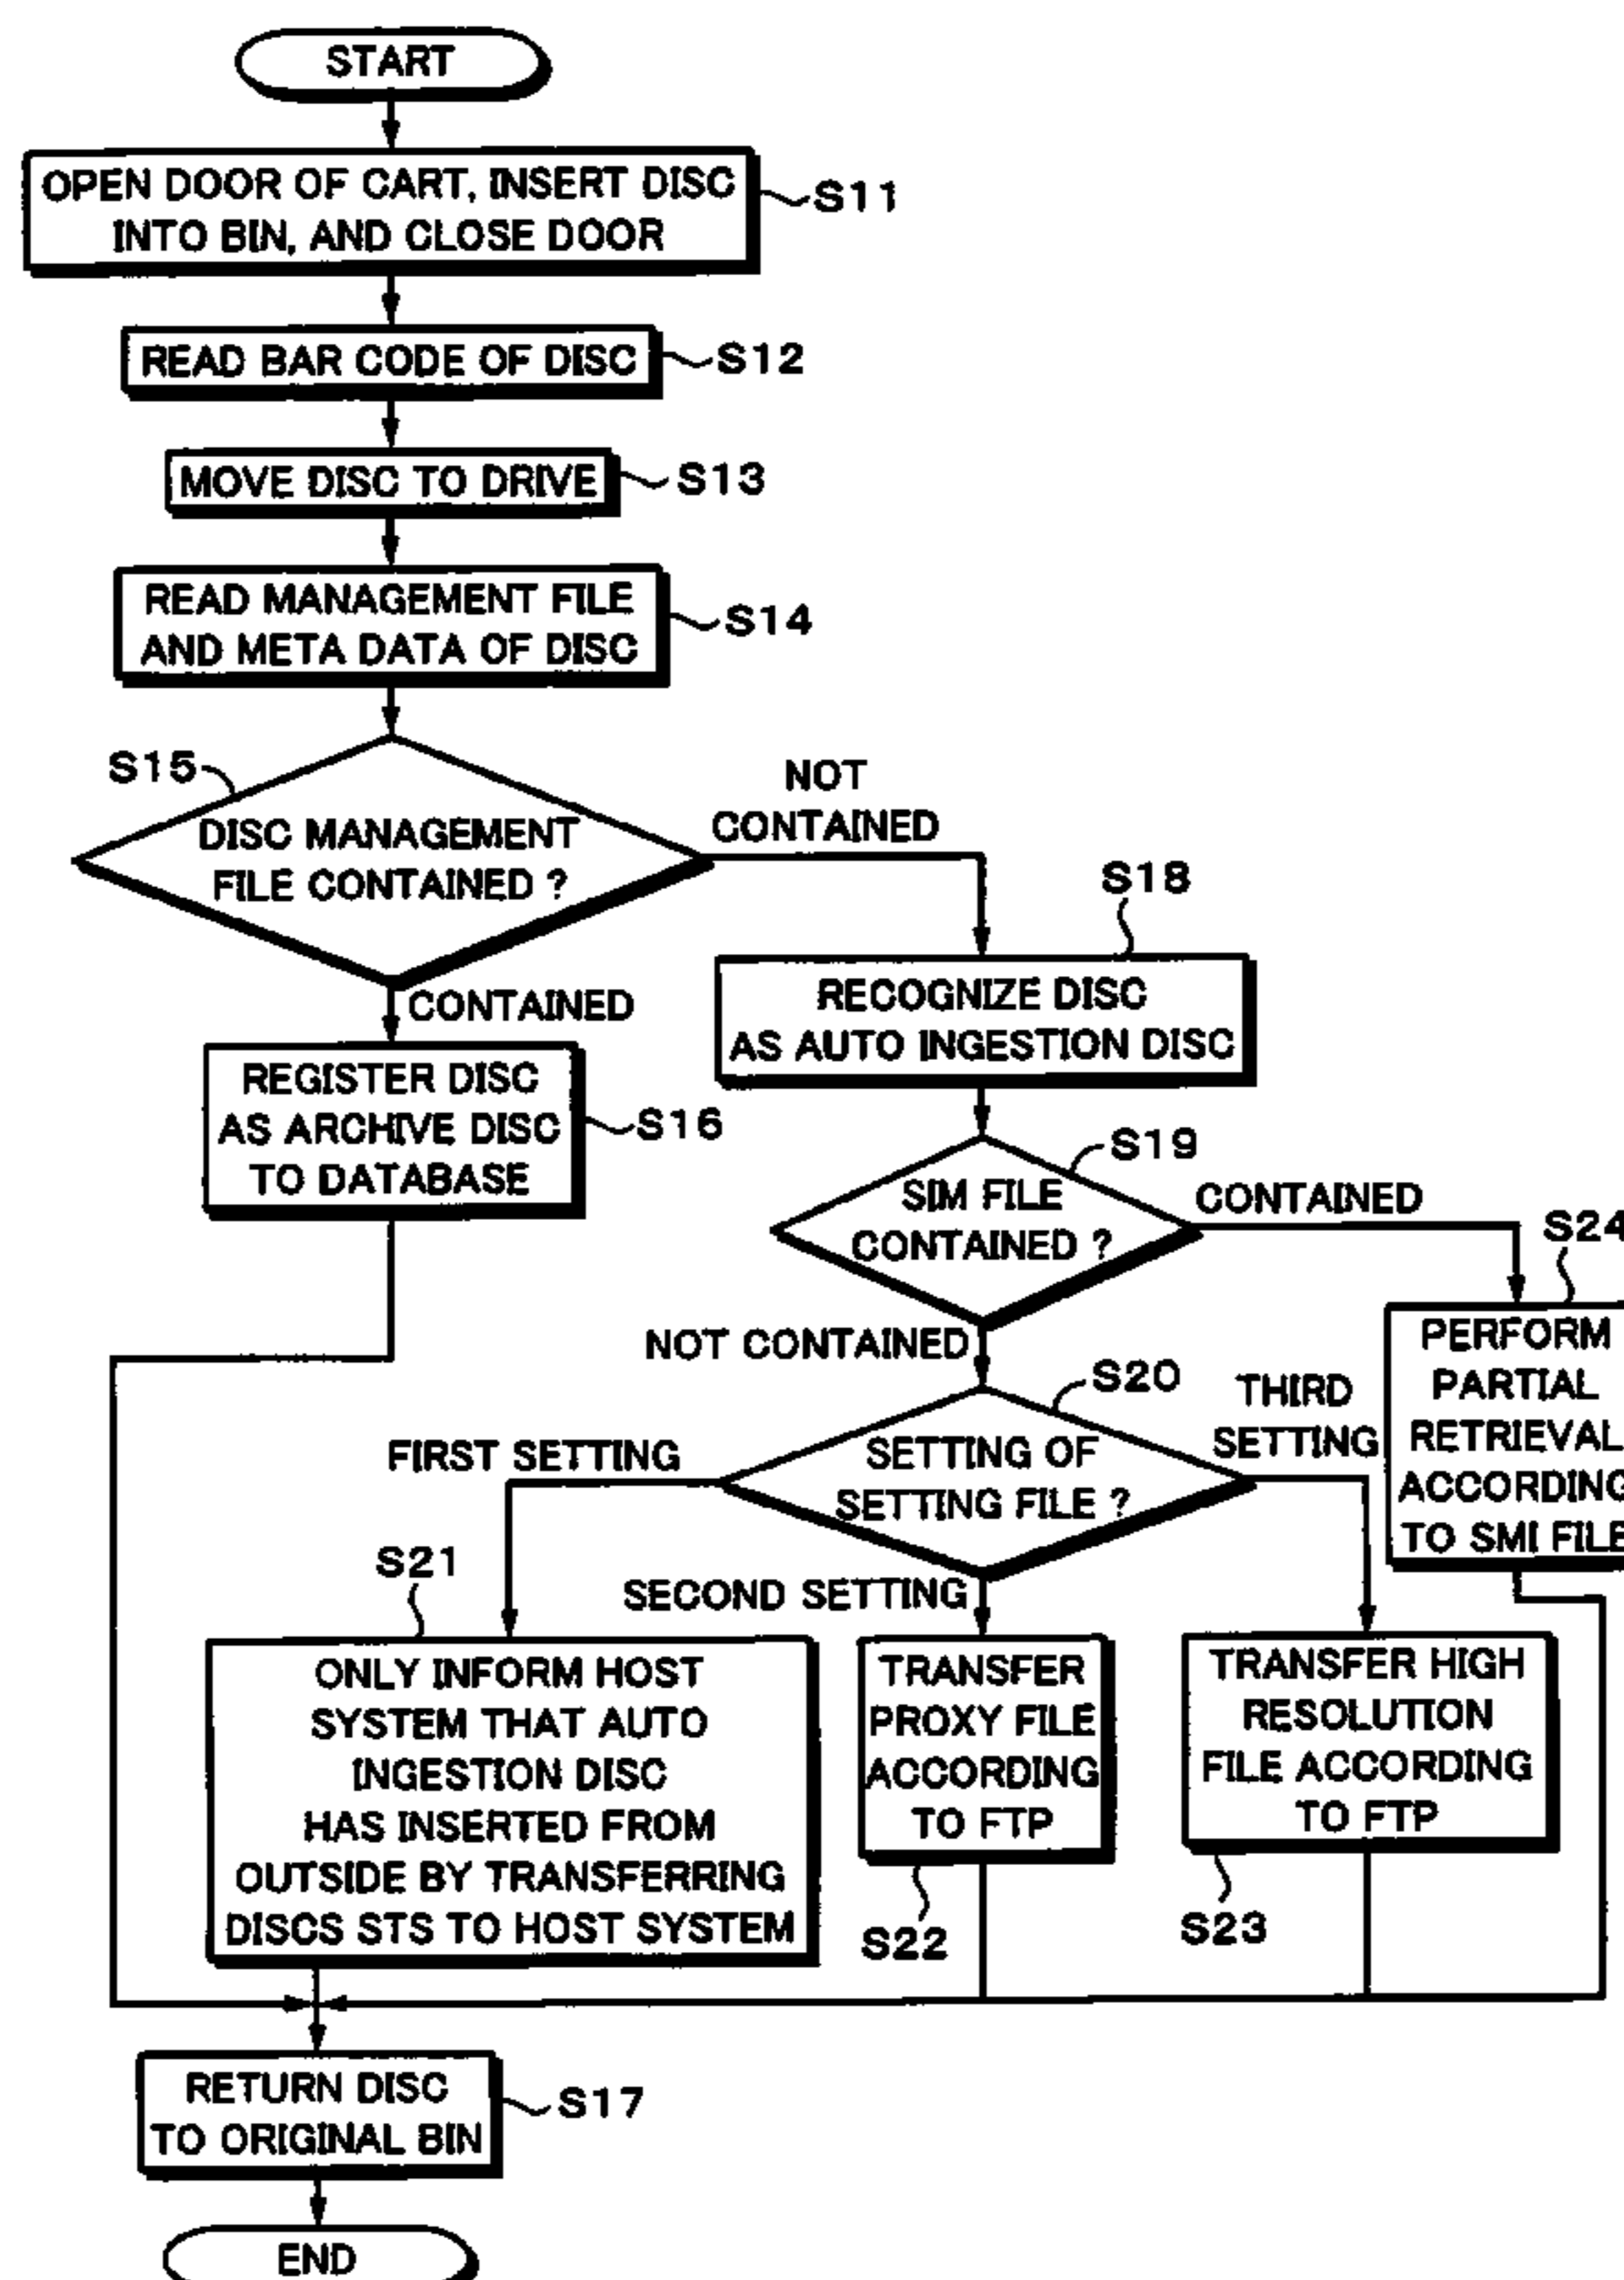 START
OPEN DOOR OF CART, INSERT DISC
INTO BIN, AND CLOSE DOOR
S11
READ BAR CODE OF DISC
S12
MOVE DISC TO DRIVE
S13
READ MANAGEMENT FILE
AND META DATA OF DISC
S14
S15
DISC MANAGEMENT
FILE CONTAINED ?
NOT
CONTAINED
CONTAINED
REGISTER DISC
AS ARCHIVE DISC
TO DATABASE
S16
S18
RECOGNIZE DISC
AS AUTO INGESTION DISC
S19
SIM FILE
CONTAINED ?
CONTAINED
S24
PERFORM
PARTIAL
RETRIEVAL
ACCORDING
TO SMI FILE
NOT CONTAINED
S20
SETTING OF
SETTING FILE ?
FIRST SETTING
SECOND SETTING
THIRD
SETTING
S21
ONLY INFORM HOST
SYSTEM THAT AUTO
INGESTION DISC
HAS INSERTED FROM
OUTSIDE BY TRANSFERRING
DISCS STS TO HOST SYSTEM
TRANSFER
PROXY FILE
ACCORDING
TO FTP
S22
TRANSFER HIGH
RESOLUTION
FILE ACCORDING
TO FTP
S23
RETURN DISC
TO ORIGINAL BIN
S17
END